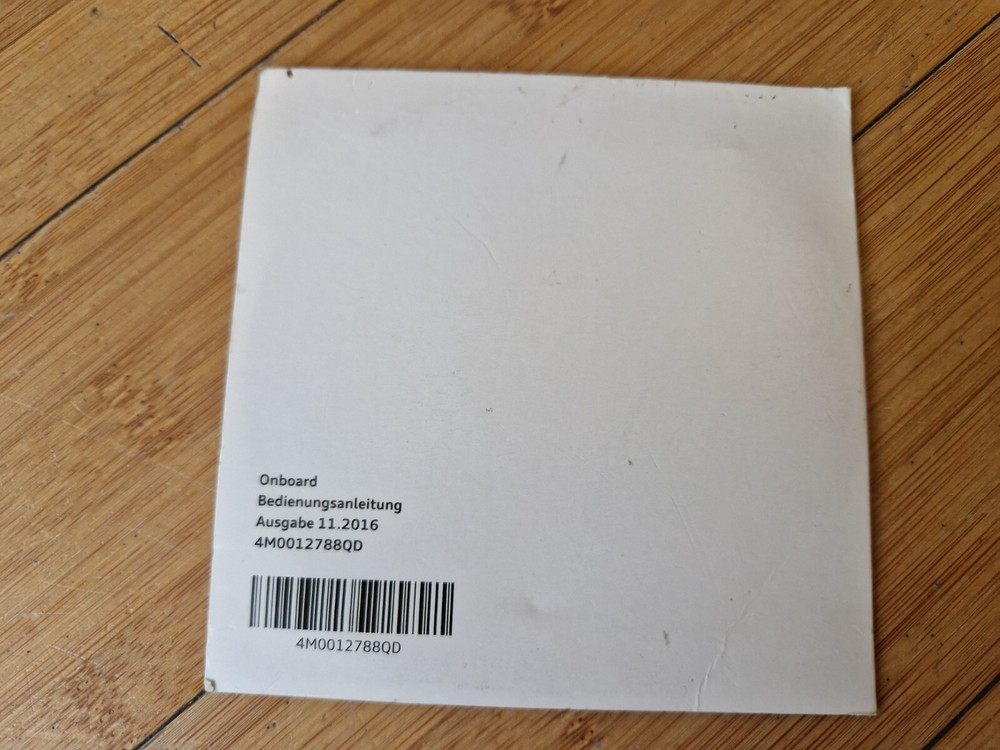 Onboard
Bedienungsanleitung
Ausgabe 11.2016
4M0012788QD
4M0012788QD